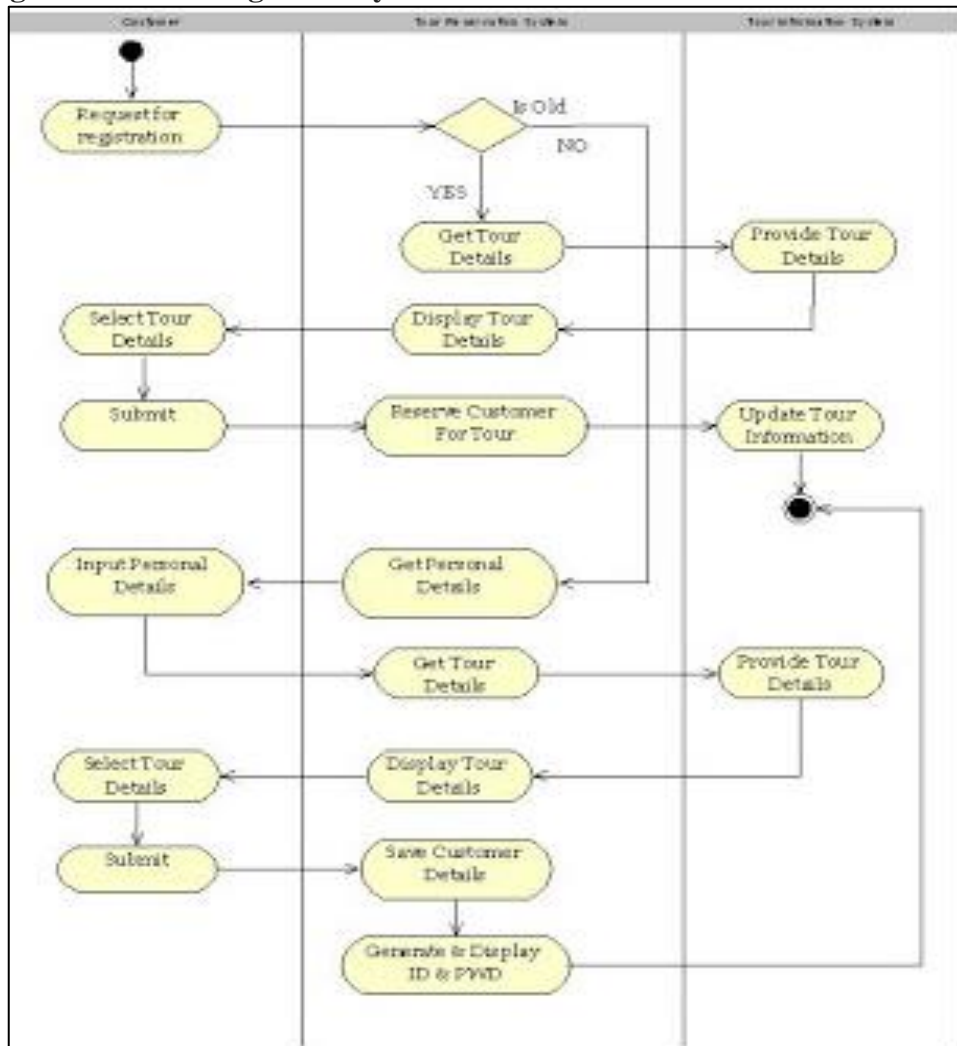 Customer
Tour Reservation System
Tour Information System
Request for
registration
Is Old
NO
YES
Get Tour
Details
Provide Tour
Details
Select Tour
Details
Display Tour
Details
Submit
Reserve Customer
For Tour
Update Tour
Information
Input Personal
Details
Get Personal
Details
Get Tour
Details
Provide Tour
Details
Select Tour
Details
Display Tour
Details
Submit
Save Customer
Details
Generate & Display
ID & PWD